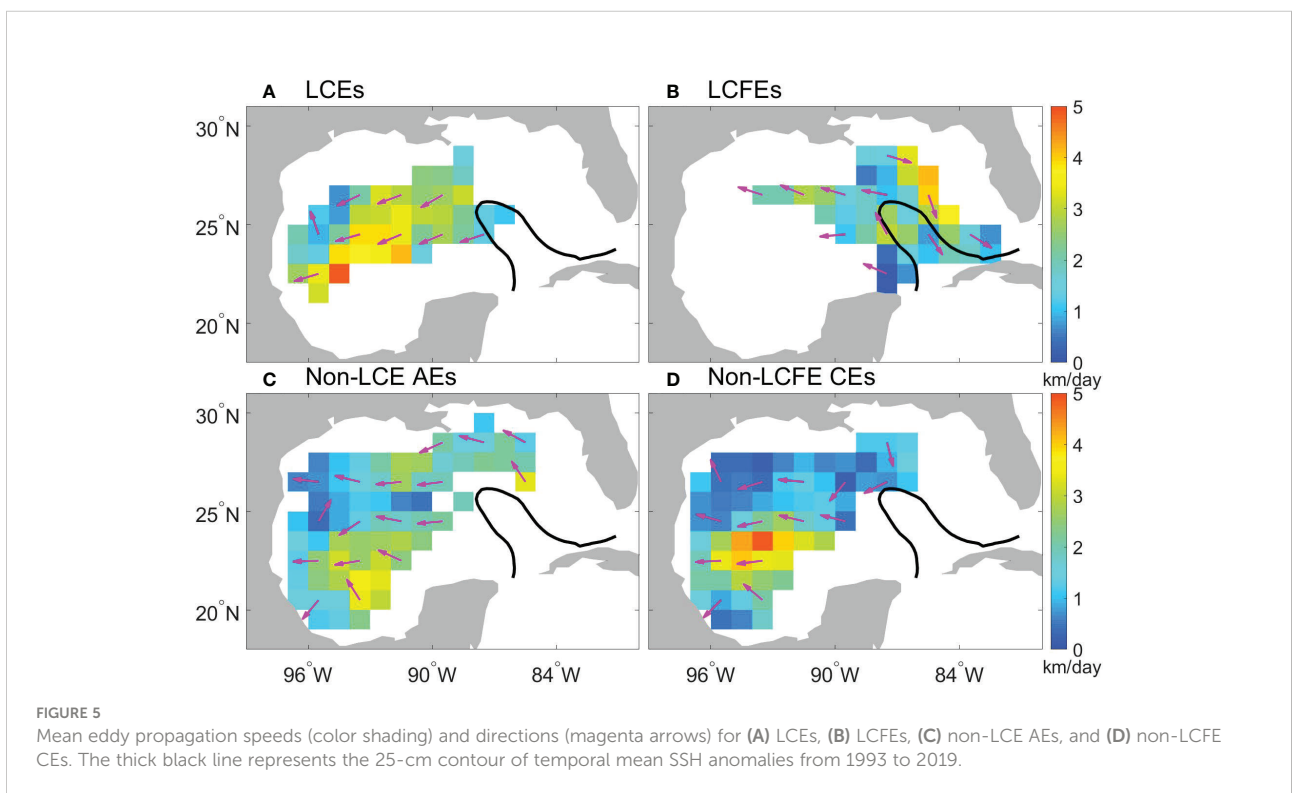 A LCEs
B LCFEs
30°N
25°N
20°N
5
4
3
2
1
0
km/day
C Non-LCE AEs
D Non-LCFE CEs
30°N
25°N
20°N
5
4
3
2
1
0
km/day
96°W 90°W 84°W 96°W 90°W 84°W
FIGURE 5
Mean eddy propagation speeds (color shading) and directions (magenta arrows) for (A) LCEs, (B) LCFEs, (C) non-LCE AEs, and (D) non-LCFE
CEs. The thick black line represents the 25-cm contour of temporal mean SSH anomalies from 1993 to 2019.